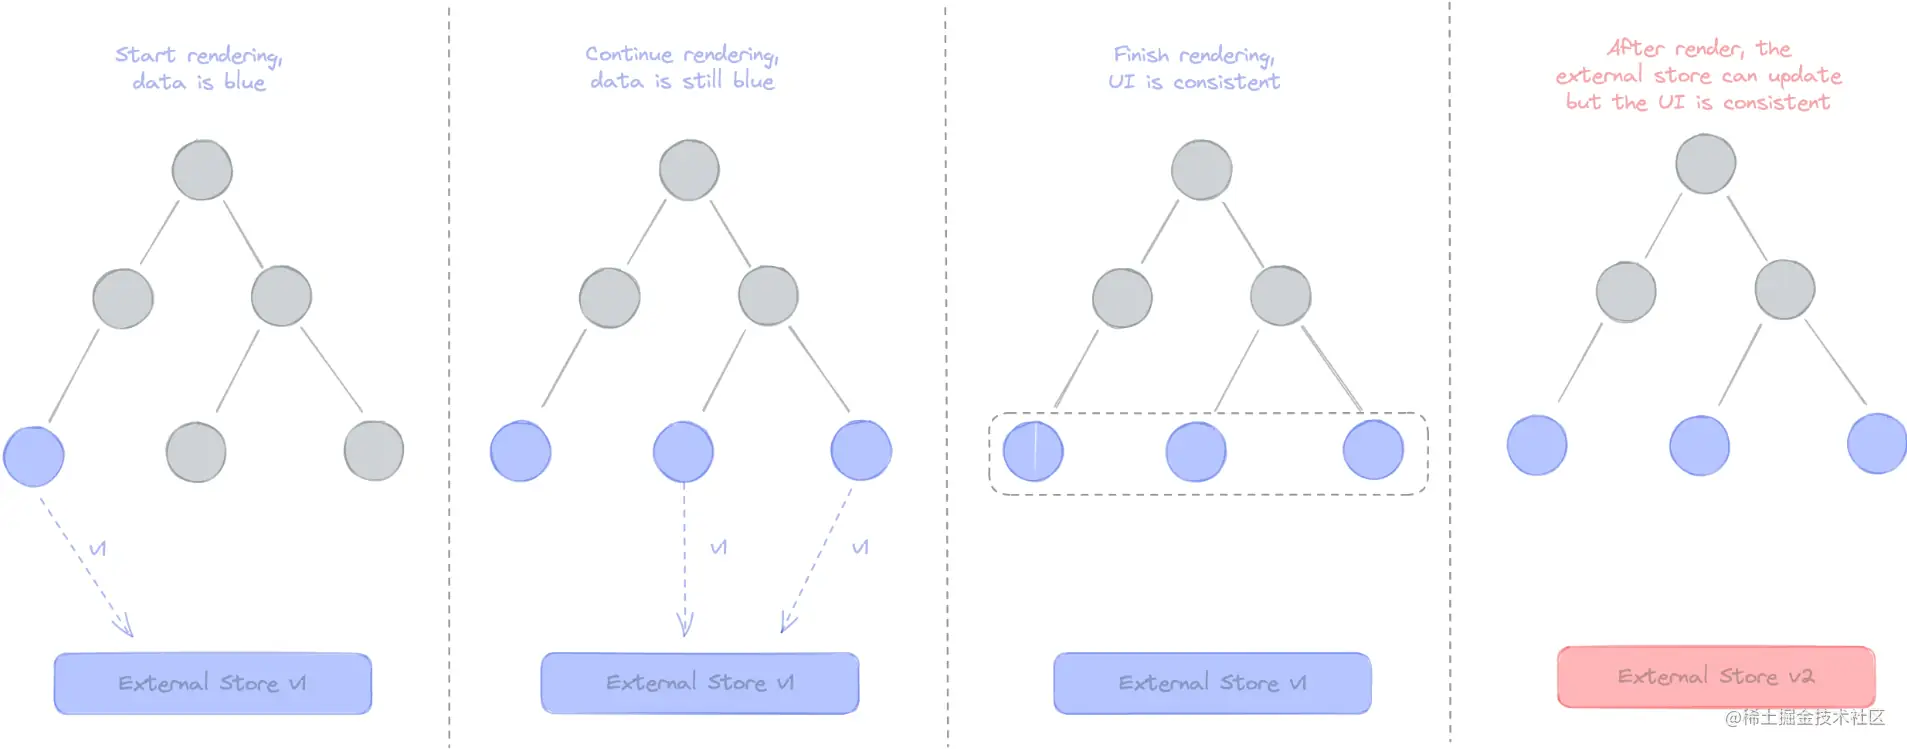 Start rendering,
data is blue
v1
External Store v1
Continue rendering,
data is still blue
v1
v1
External Store v1
Finish rendering,
UI is consistent
External Store v1
After render, the
external store can update
but the UI is consistent
External Store v2
@稀土掘金技术社区